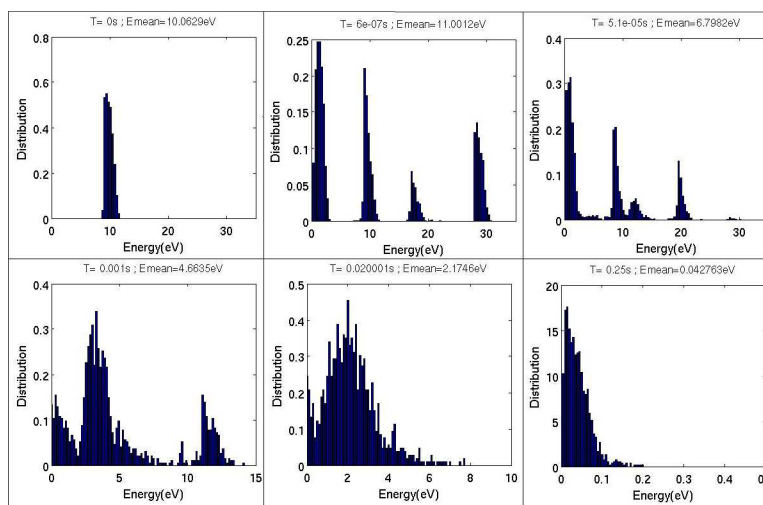 T= 0s ; Emean=10.0629eV
Distribution
0.8
0.6
0.4
0.2
0
0 10 20 30
Energy(eV)
T= 6e-07s ; Emean=11.0012eV
Distribution
0.25
0.2
0.15
0.1
0.05
0
0 10 20 30
Energy(eV)
T= 5.1e-05s ; Emean=6.7982eV
Distribution
0.4
0.3
0.2
0.1
0
0 10 20 30
Energy(eV)
T= 0.001s ; Emean=4.6635eV
Distribution
0.4
0.3
0.2
0.1
0
0 5 10 15
Energy(eV)
T= 0.020001s ; Emean=2.1746eV
Distribution
0.5
0.4
0.3
0.2
0.1
0
0 2 4 6 8 10
Energy(eV)
T= 0.25s ; Emean=0.042763eV
Distribution
20
15
10
5
0
0 0.1 0.2 0.3 0.4
Energy(eV)